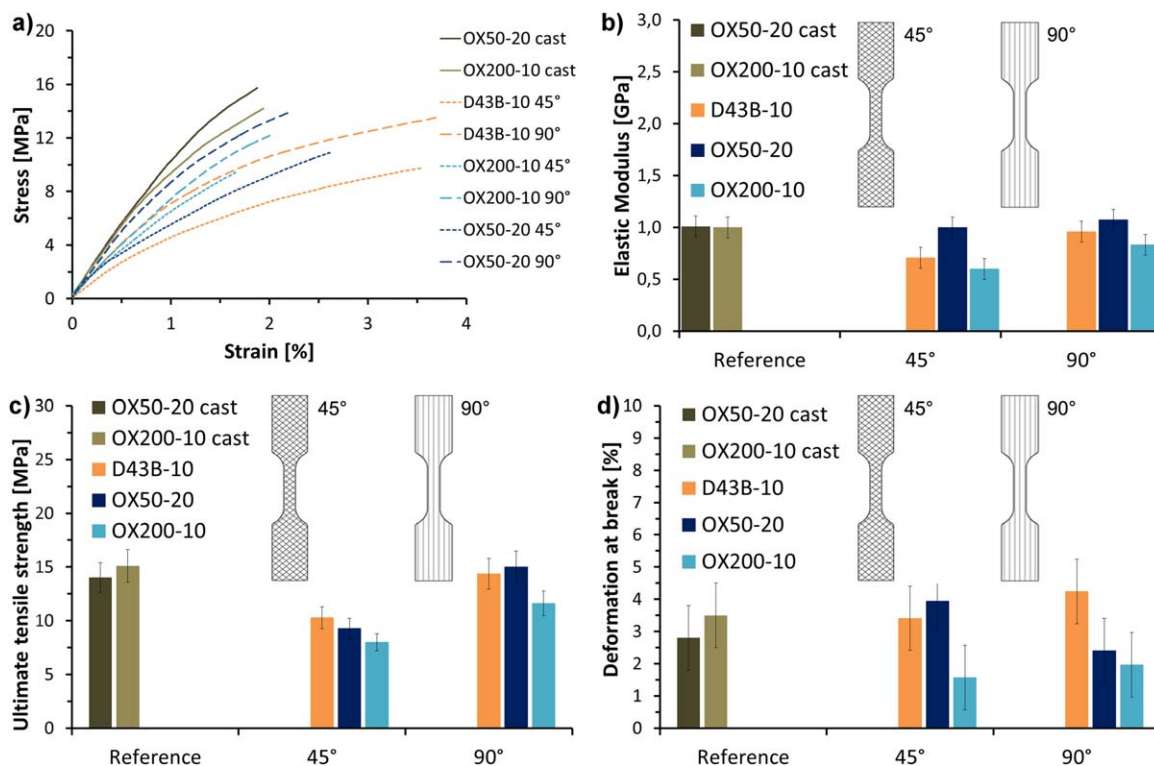 a)
Stress [MPa]
20
16
12
8
4
0
0 1 2 3 4
Strain [%]
OX50-20 cast
OX200-10 cast
D43B-10 45°
D43B-10 90°
OX200-10 45°
OX200-10 90°
OX50-20 45°
OX50-20 90°
b)
Elastic Modulus [GPa]
3,0
2,5
2,0
1,5
1,0
0,5
0,0
OX50-20 cast
OX200-10 cast
D43B-10
OX50-20
OX200-10
45°
90°
Reference 45° 90°
c)
Ultimate tensile strength [MPa]
30
25
20
15
10
5
0
OX50-20 cast
OX200-10 cast
D43B-10
OX50-20
OX200-10
45°
90°
Reference 45° 90°
d)
Deformation at break [%]
10
9
8
7
6
5
4
3
2
1
0
OX50-20 cast
OX200-10 cast
D43B-10
OX50-20
OX200-10
45°
90°
Reference 45° 90°